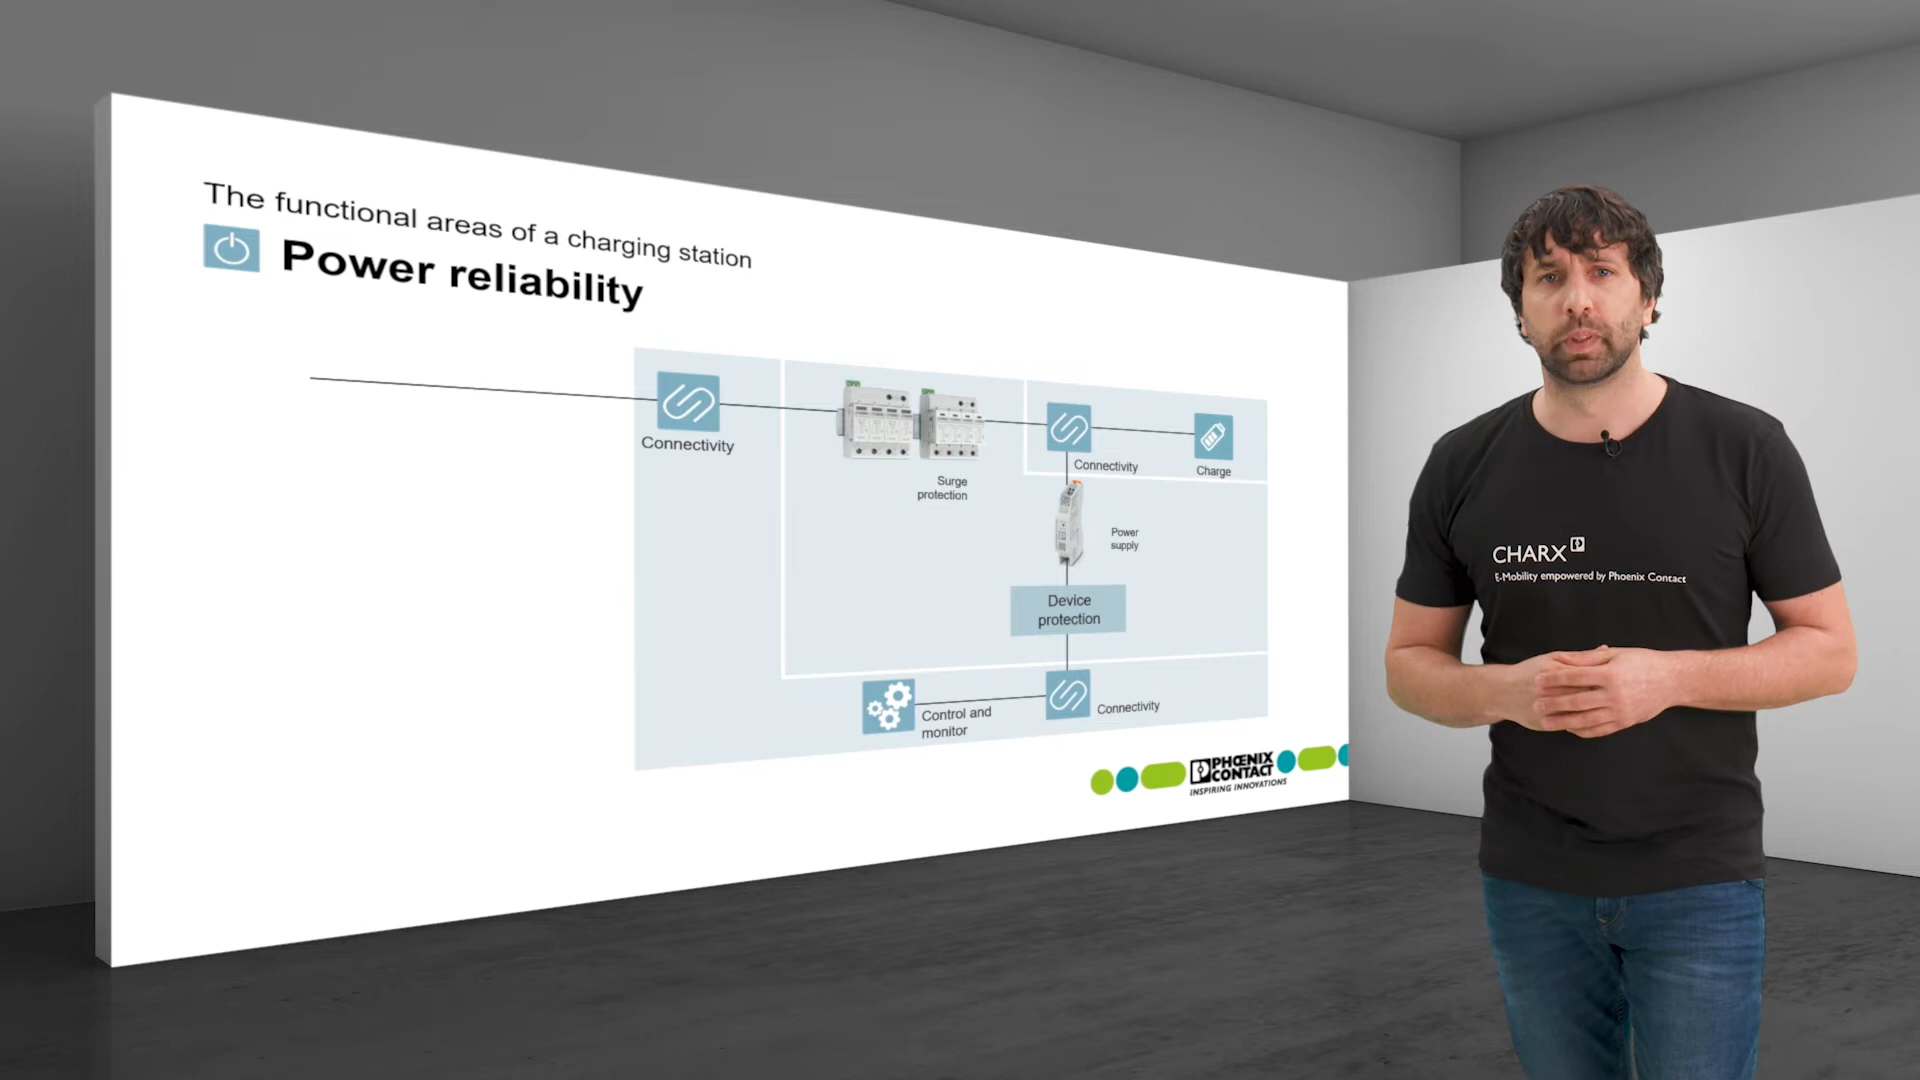 The functional areas of a charging station
Power reliability
Connectivity
Surge
protection
Connectivity
Charge
Power
supply
Device
protection
Control and
monitor
Connectivity
PHŒNIX
CONTACT
INSPIRING INNOVATIONS
CHARX
E-Mobility empowered by Phoenix Contact